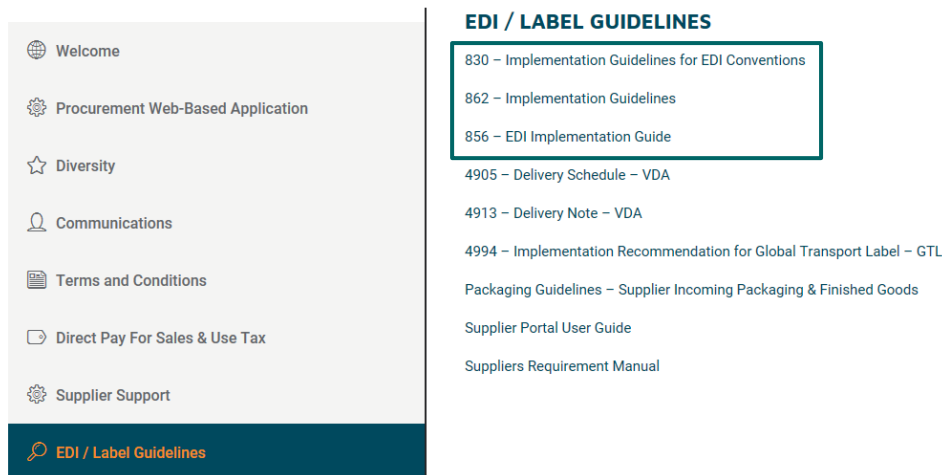 Welcome
Procurement Web-Based Application
Diversity
Communications
Terms and Conditions
Direct Pay For Sales & Use Tax
Supplier Support
EDI / Label Guidelines
EDI / LABEL GUIDELINES
830 – Implementation Guidelines for EDI Conventions
862 – Implementation Guidelines
856 – EDI Implementation Guide
4905 – Delivery Schedule – VDA
4913 – Delivery Note – VDA
4994 – Implementation Recommendation for Global Transport Label – GTL
Packaging Guidelines – Supplier Incoming Packaging & Finished Goods
Supplier Portal User Guide
Suppliers Requirement Manual